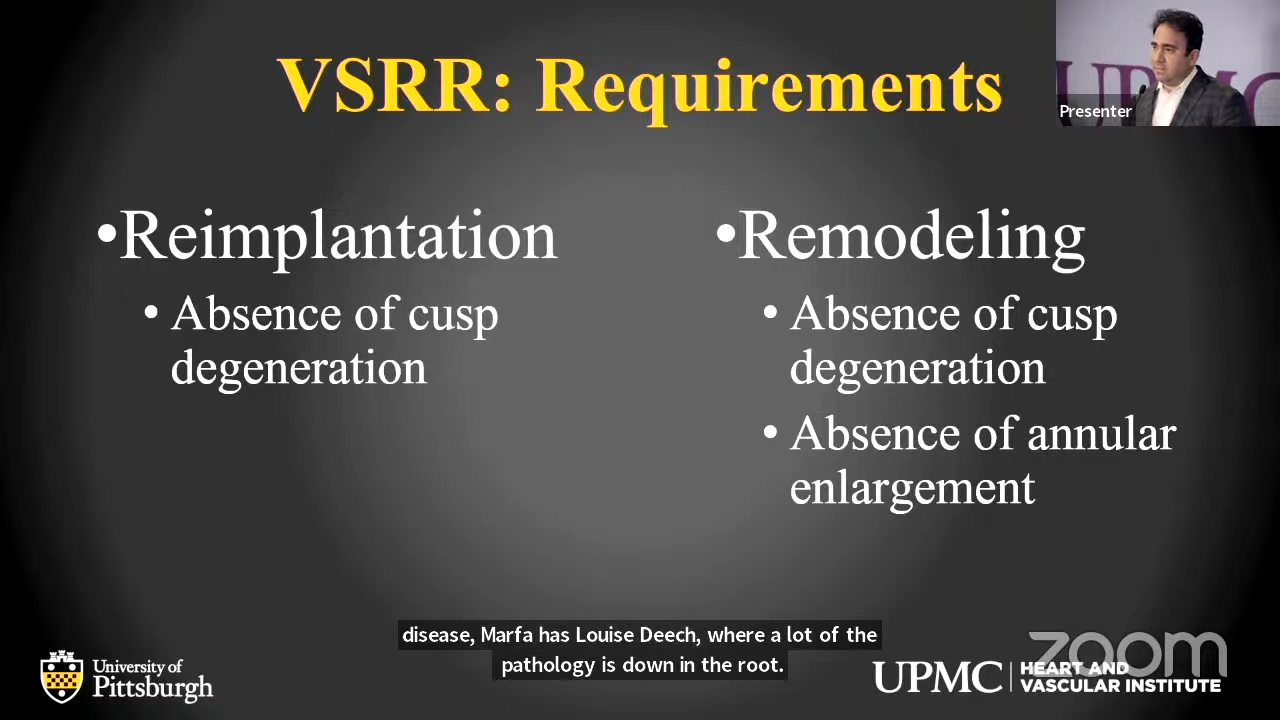 VSRR: Requirements
Presenter
•Reimplantation
• Absence of cusp
degeneration
•Remodeling
• Absence of cusp
degeneration
• Absence of annular
enlargement
disease, Marfa has Louise Deech, where a lot of the
pathology is down in the root.
University of
Pittsburgh
UPMC
HEART AND
VASCULAR INSTITUTE
zoom